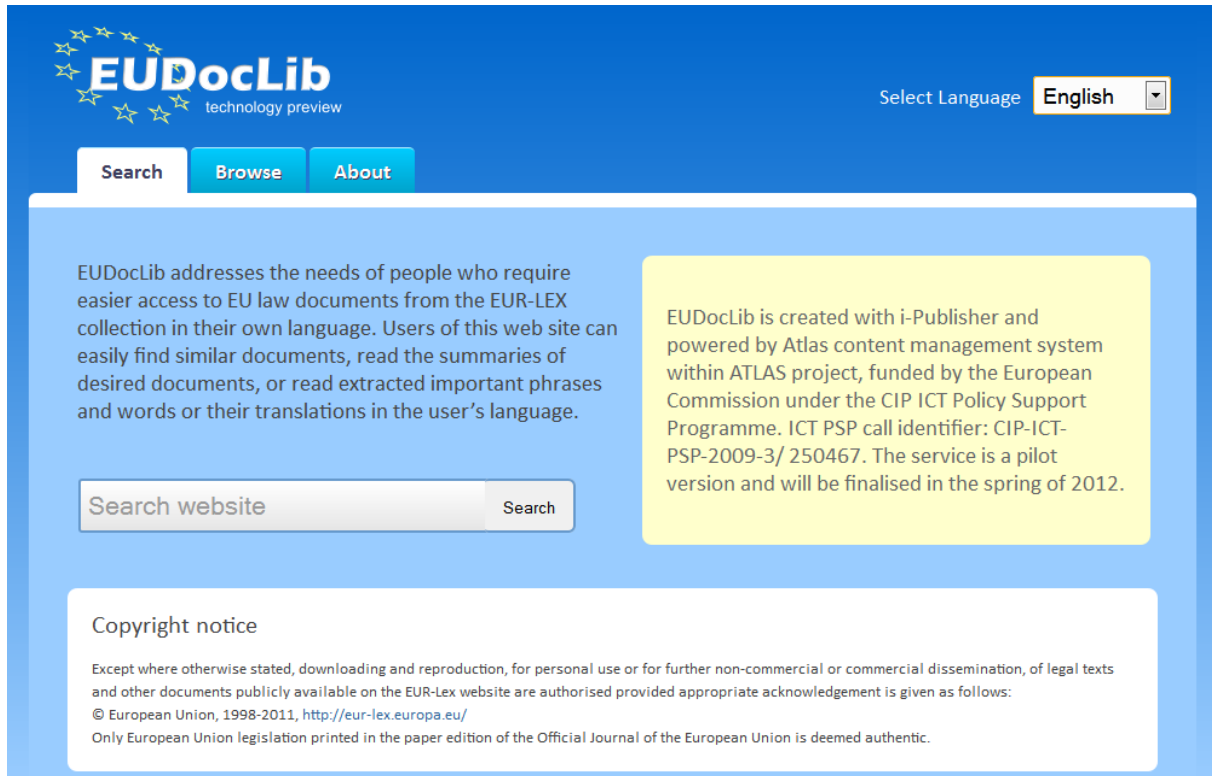 EUDocLib
technology preview
Select Language English
Search Browse About
EUDocLib addresses the needs of people who require
easier access to EU law documents from the EUR-LEX
collection in their own language. Users of this web site can
easily find similar documents, read the summaries of
desired documents, or read extracted important phrases
and words or their translations in the user's language.
EUDocLib is created with i-Publisher and
powered by Atlas content management system
within ATLAS project, funded by the European
Commission under the CIP ICT Policy Support
Programme. ICT PSP call identifier: CIP-ICT-
PSP-2009-3/ 250467. The service is a pilot
version and will be finalised in the spring of 2012.
Search website Search
Copyright notice
Except where otherwise stated, downloading and reproduction, for personal use or for further non-commercial or commercial dissemination, of legal texts
and other documents publicly available on the EUR-Lex website are authorised provided appropriate acknowledgement is given as follows:
© European Union, 1998-2011, http://eur-lex.europa.eu/
Only European Union legislation printed in the paper edition of the Official Journal of the European Union is deemed authentic.